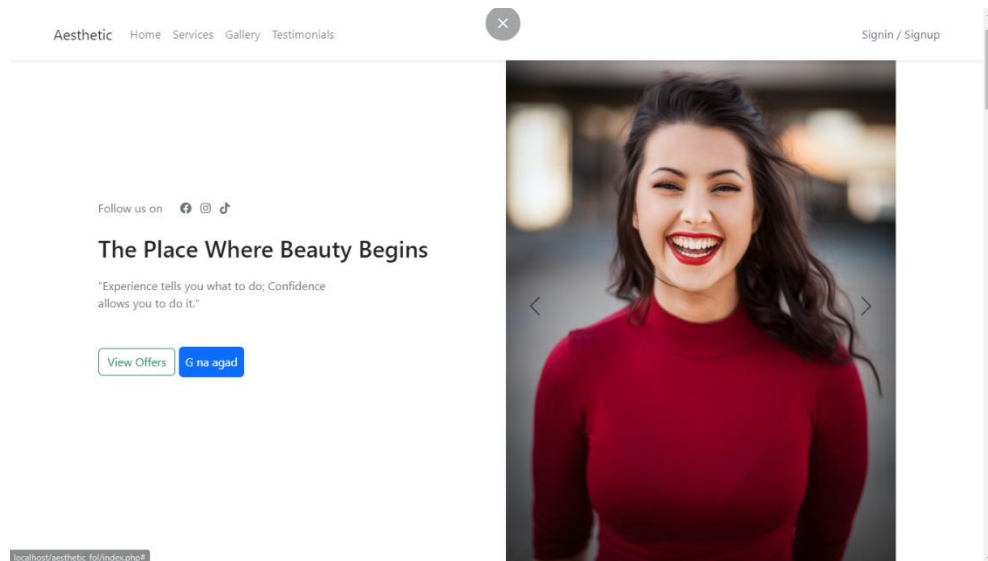 Aesthetic Home Services Gallery Testimonials Signin / Signup
Follow us on
The Place Where Beauty Begins
"Experience tells you what to do; Confidence
allows you to do it."
View Offers G na agad
localhost/aesthetic_fol/index.php#